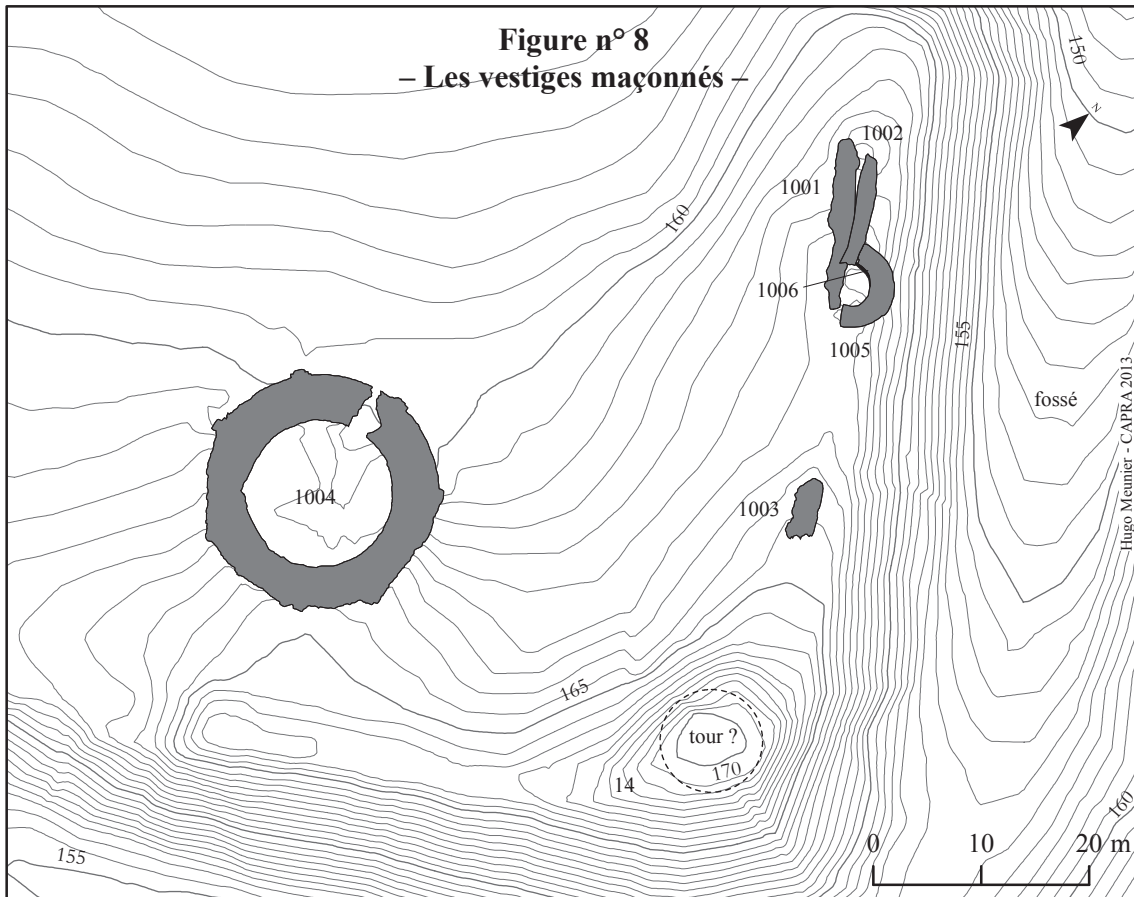 Figure n° 8
– Les vestiges maçonnés –
150
N
1002
1001
160
1006
155
1005
fossé
Hugo Meunier - CAPRA 2013
1004
1003
165
tour ?
170
14
160
0 10 20 m
155